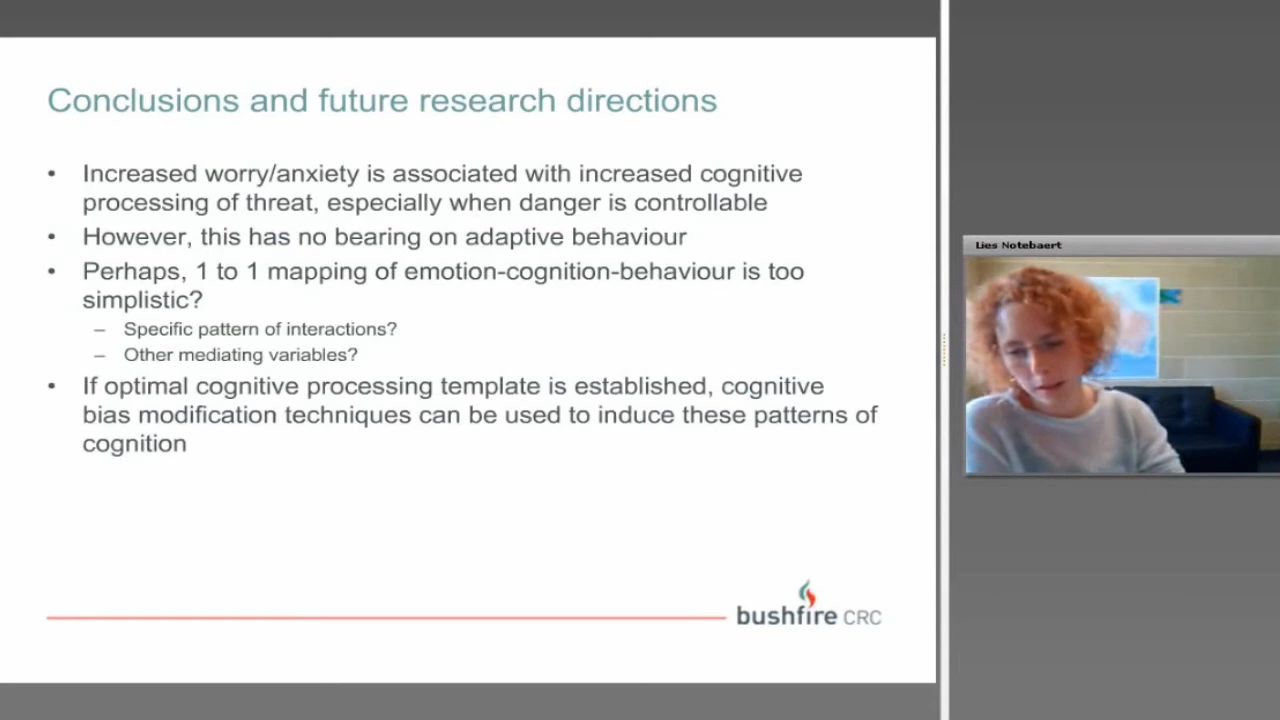 Conclusions and future research directions
• Increased worry/anxiety is associated with increased cognitive
processing of threat, especially when danger is controllable
• However, this has no bearing on adaptive behaviour
• Perhaps, 1 to 1 mapping of emotion-cognition-behaviour is too
simplistic?
– Specific pattern of interactions?
– Other mediating variables?
• If optimal cognitive processing template is established, cognitive
bias modification techniques can be used to induce these patterns of
cognition
bushfire CRC
Lies Notebaert